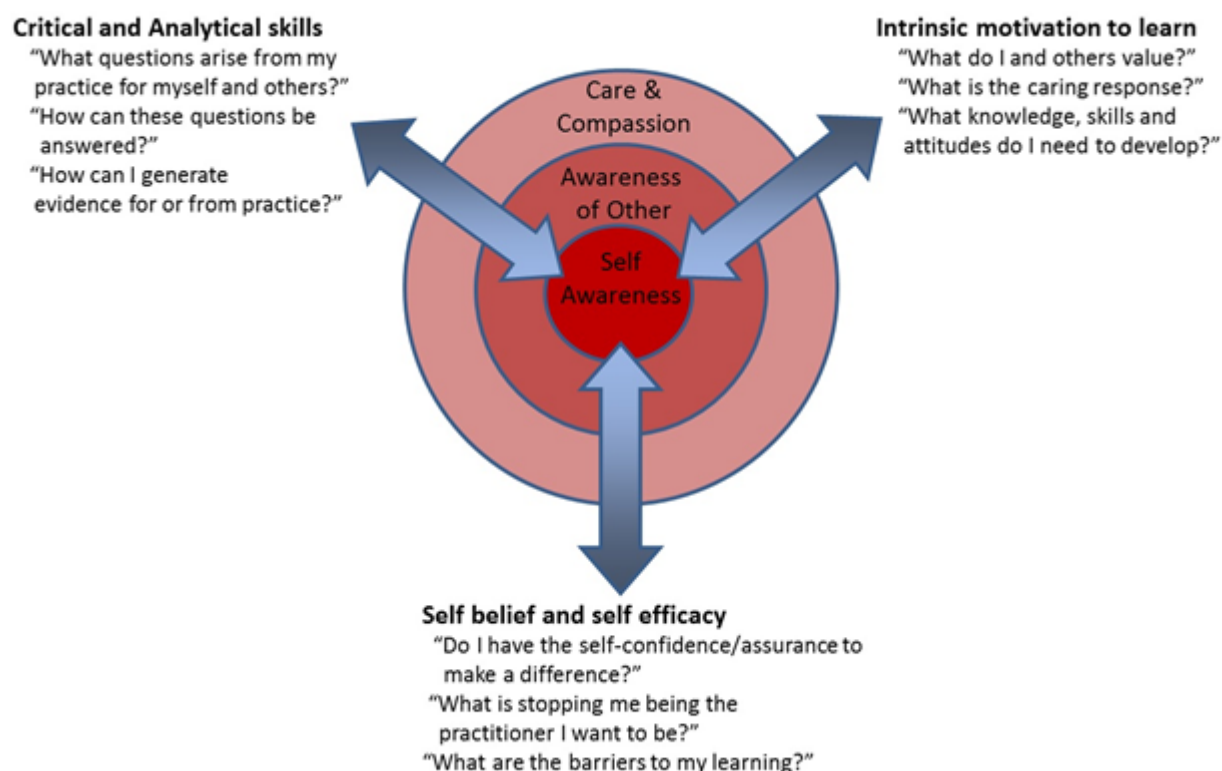 Critical and Analytical skills
“What questions arise from my
practice for myself and others?”
“How can these questions be
answered?”
“How can I generate
evidence for or from practice?”
Intrinsic motivation to learn
“What do I and others value?”
“What is the caring response?”
“What knowledge, skills and
attitudes do I need to develop?”
Care &
Compassion
Awareness
of Other
Self
Awareness
Self belief and self efficacy
“Do I have the self-confidence/assurance to
make a difference?”
“What is stopping me being the
practitioner I want to be?”
“What are the barriers to my learning?”